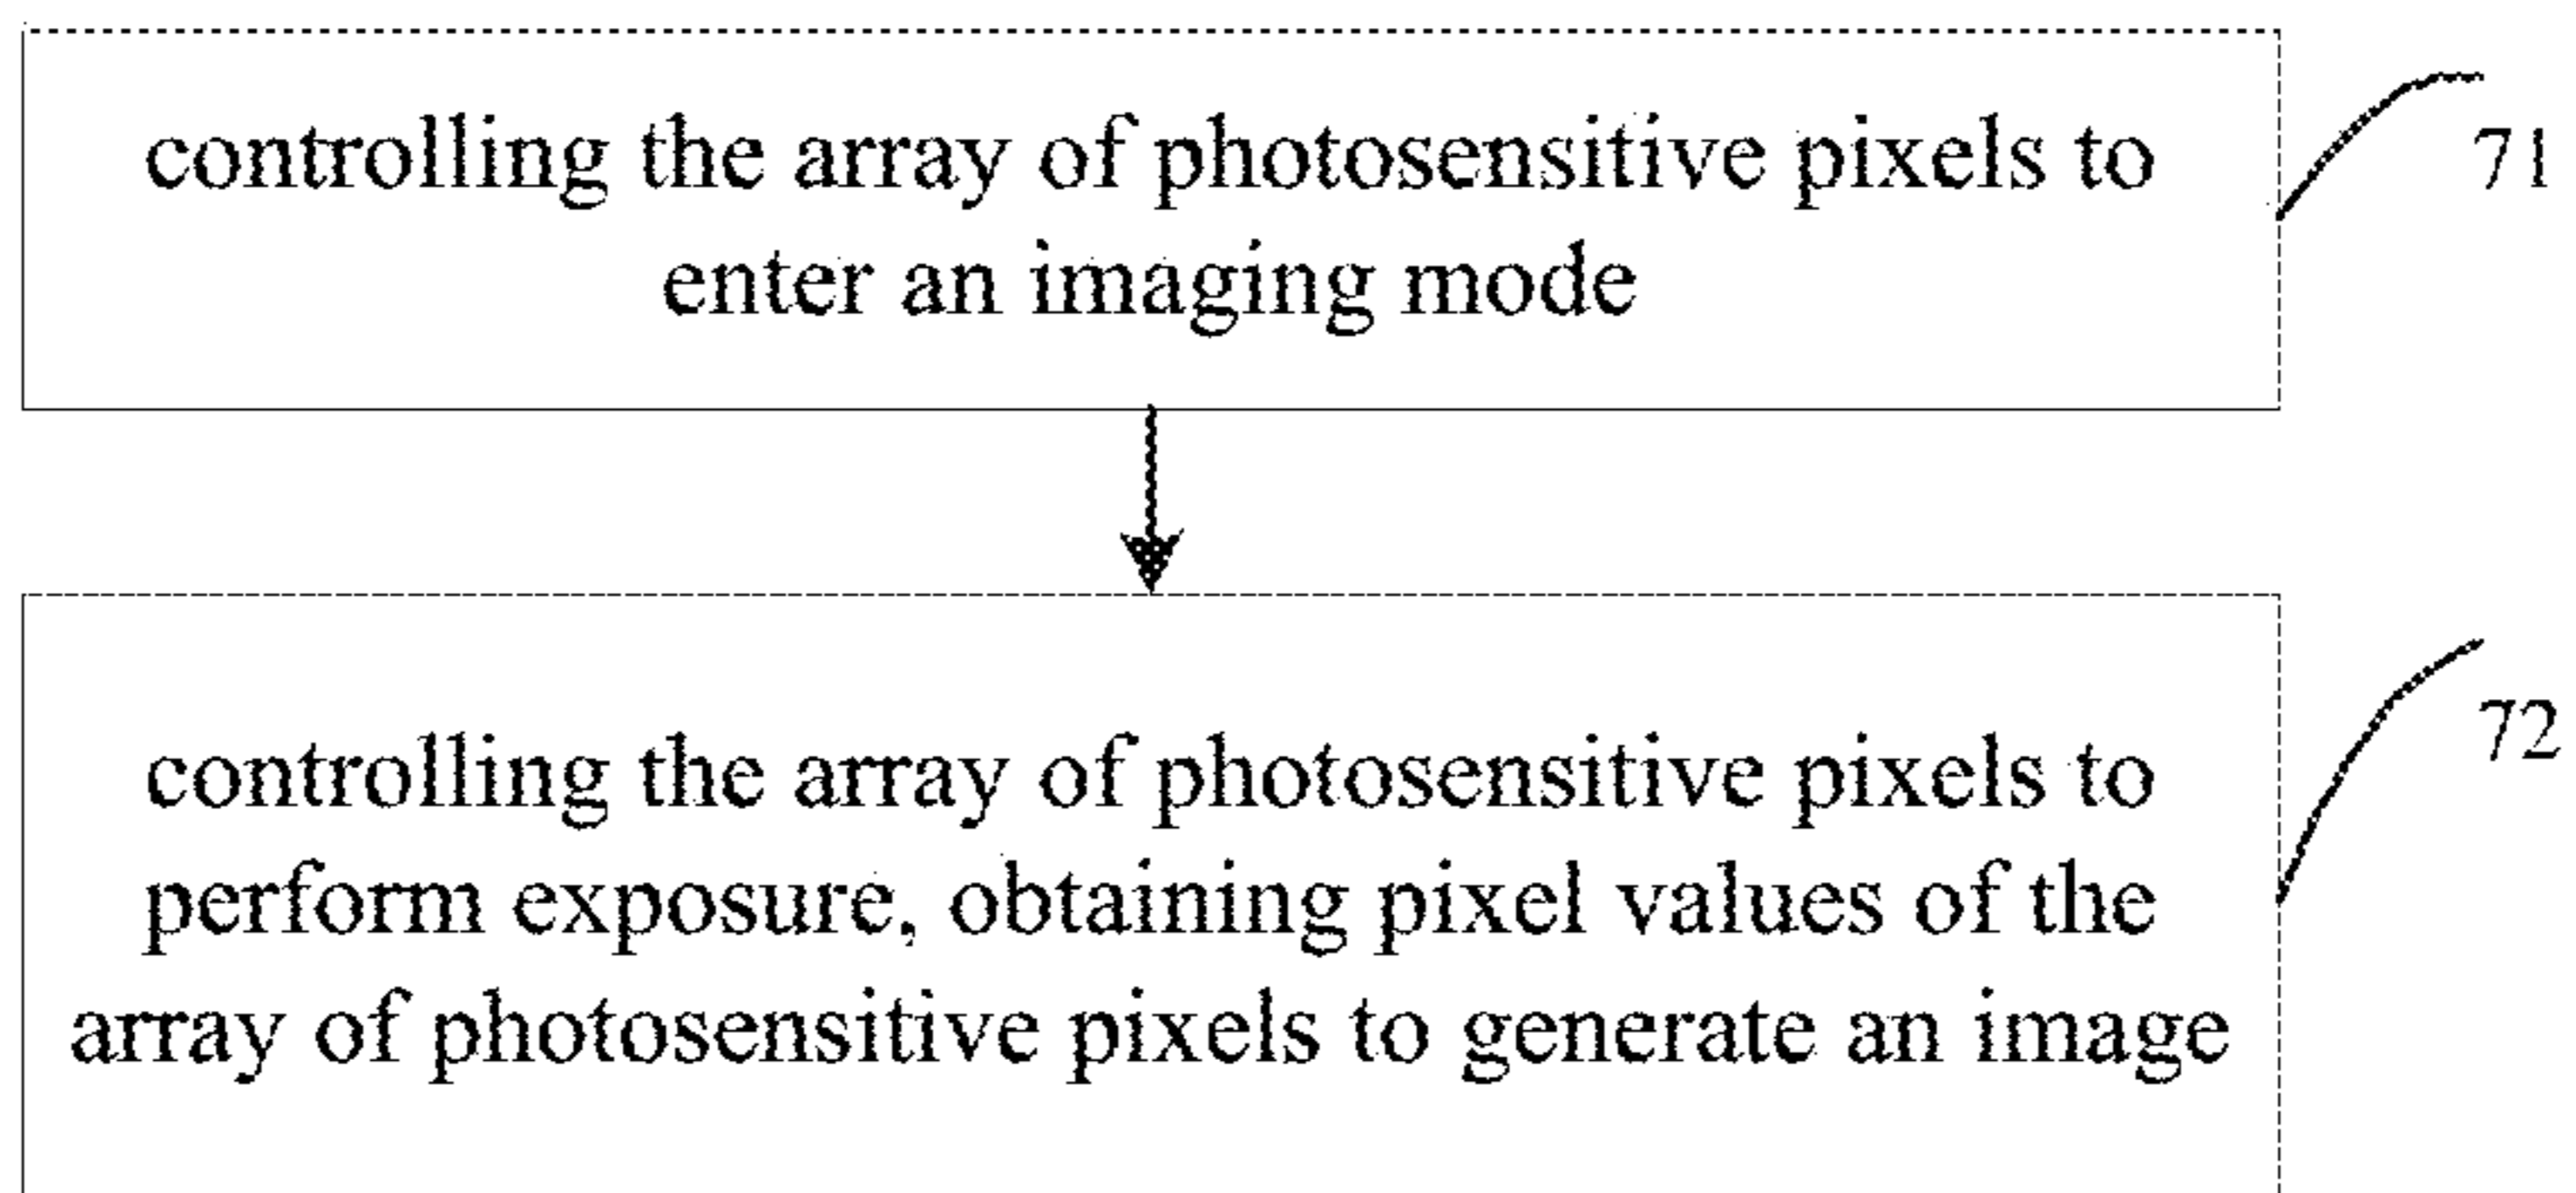 controlling the array of photosensitive pixels to
enter an imaging mode
71
controlling the array of photosensitive pixels to
perform exposure, obtaining pixel values of the
array of photosensitive pixels to generate an image
72